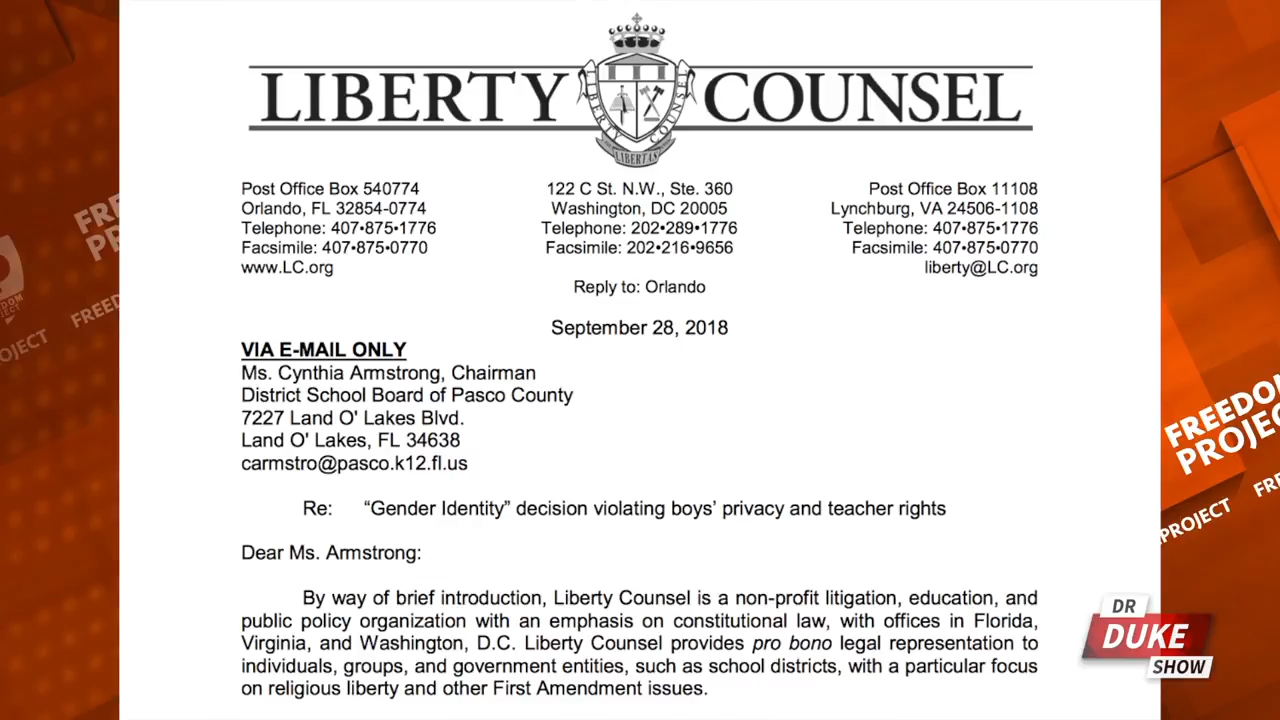 LIBERTY COUNSEL
LIBERTY COUNSEL
LIBERTAS
Post Office Box 540774
Orlando, FL 32854-0774
Telephone: 407•875•1776
Facsimile: 407•875•0770
www.LC.org
122 C St. N.W., Ste. 360
Washington, DC 20005
Telephone: 202•289•1776
Facsimile: 202•216•9656
Post Office Box 11108
Lynchburg, VA 24506-1108
Telephone: 407•875•1776
Facsimile: 407•875•0770
liberty@LC.org
Reply to: Orlando
September 28, 2018
VIA E-MAIL ONLY
Ms. Cynthia Armstrong, Chairman
District School Board of Pasco County
7227 Land O' Lakes Blvd.
Land O' Lakes, FL 34638
carmstro@pasco.k12.fl.us
Re: “Gender Identity” decision violating boys’ privacy and teacher rights
Dear Ms. Armstrong:
By way of brief introduction, Liberty Counsel is a non-profit litigation, education, and
public policy organization with an emphasis on constitutional law, with offices in Florida,
Virginia, and Washington, D.C. Liberty Counsel provides pro bono legal representation to
individuals, groups, and government entities, such as school districts, with a particular focus
on religious liberty and other First Amendment issues.
FREEDOM
PROJECT
PROJECT
DR
DUKE
SHOW